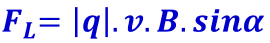 F_L = |q|. v. B. sinα